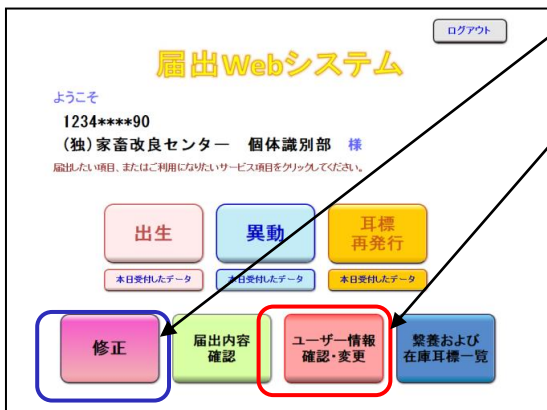 ログアウト
届出Webシステム
ようこそ
1234****90
(独)家畜改良センター 個体識別部 様
届出したい項目、またはご利用になりたいサービス項目をクリックしてください。
出生
異動
耳標
再発行
本日受付したデータ
本日受付したデータ
本日受付したデータ
修正
届出内容
確認
ユーザー情報
確認・変更
繋養および
在庫耳標一覧